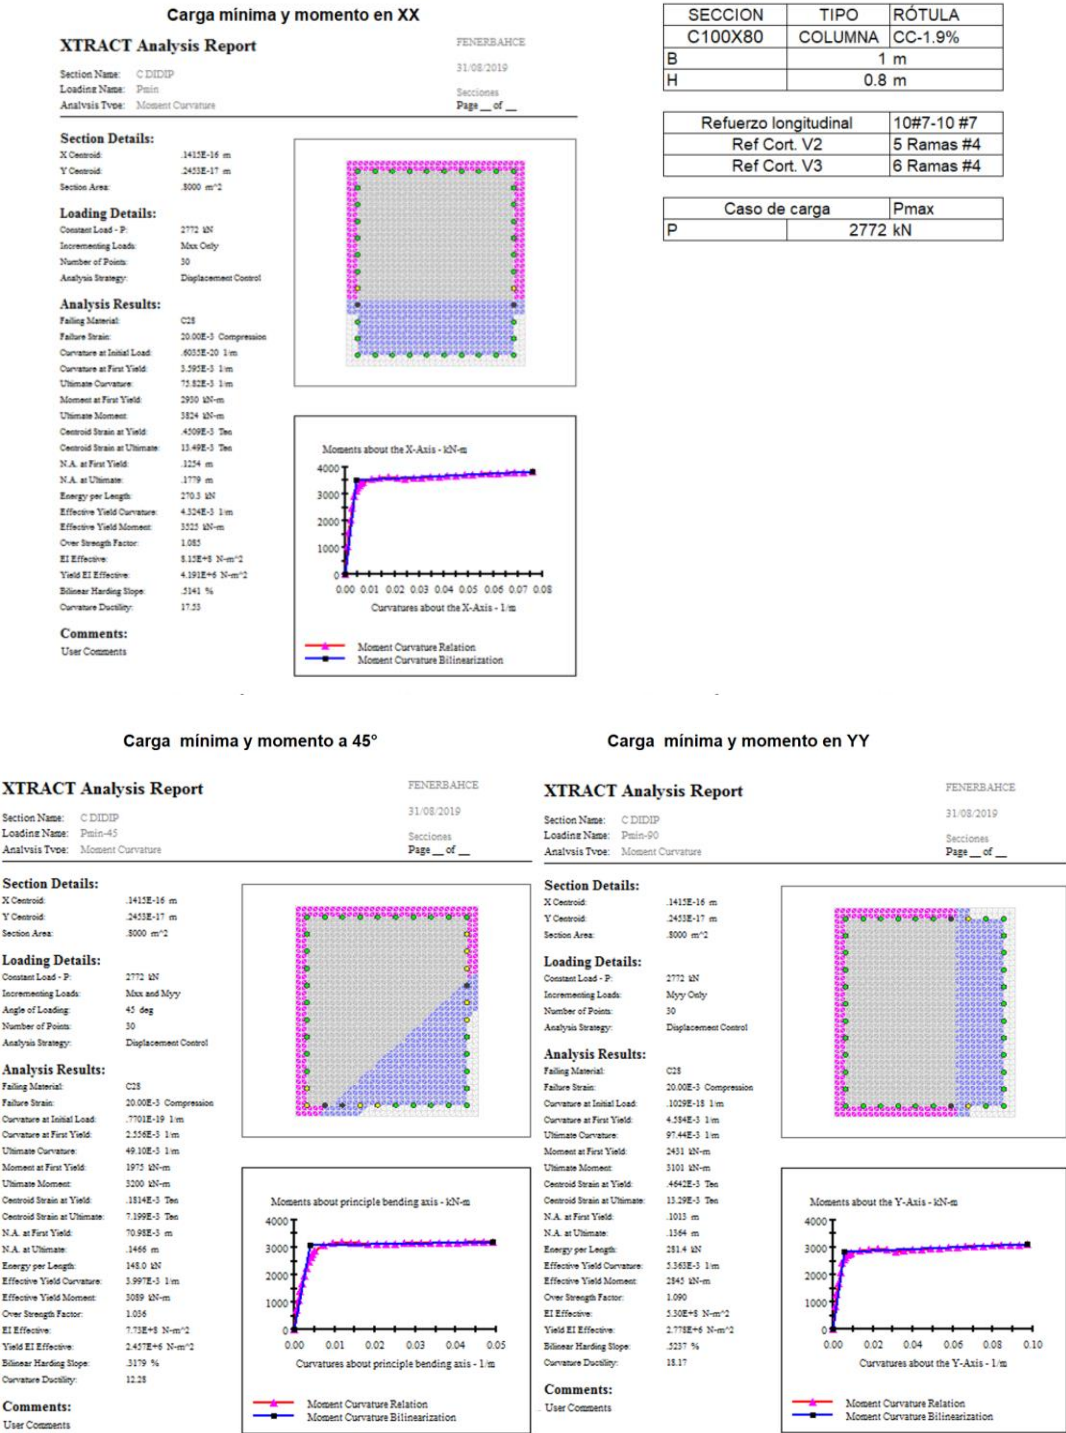 Carga mínima y momento en XX
XTRACT Analysis Report
FENERBAHCE
31/08/2019
Section Name: C DIDIP
Loading Name: Pmin
Secciones
Analysis Type: Moment Curvature
Page __ of __
Section Details:
X Centroid: .1415E-16 m
Y Centroid: .2453E-17 m
Section Area: .8000 m^2
Loading Details:
Constant Load - P: 2772 kN
Incrementing Loads: Mxx Only
Number of Points: 30
Analysis Strategy: Displacement Control
Analysis Results:
Failing Material: C28
Failure Strain: 20.00E-3 Compression
Curvature at Initial Load: .6035E-20 1/m
Curvature at First Yield: 3.595E-3 1/m
Ultimate Curvature: 75.82E-3 1/m
Moment at First Yield: 2930 kN-m
Ultimate Moment: 3824 kN-m
Centroid Strain at Yield: .4509E-3 Ten
Centroid Strain at Ultimate: 13.49E-3 Ten
N.A. at First Yield: .1254 m
N.A. at Ultimate: .1779 m
Energy per Length: 270.3 kN
Effective Yield Curvature: 4.324E-3 1/m
Effective Yield Moment: 3525 kN-m
Over Strength Factor: 1.085
EI Effective: 8.15E+8 N-m^2
Yield EI Effective: 4.191E+6 N-m^2
Bilinear Harding Slope: .5141 %
Curvature Ductility: 17.53
Comments:
User Comments
Moments about the X-Axis - kN-m
4000
3000
2000
1000
0
0.00 0.01 0.02 0.03 0.04 0.05 0.06 0.07 0.08
Curvatures about the X-Axis - 1/m
Moment Curvature Relation
Moment Curvature Bilinearization
SECCION TIPO RÓTULA
C100X80 COLUMNA CC-1.9%
B 1 m
H 0.8 m
Refuerzo longitudinal 10#7-10 #7
Ref Cort. V2 5 Ramas #4
Ref Cort. V3 6 Ramas #4
Caso de carga Pmax
P 2772 kN
Carga mínima y momento a 45°
XTRACT Analysis Report
FENERBAHCE
31/08/2019
Section Name: C DIDIP
Loading Name: Pmin-45
Secciones
Analysis Type: Moment Curvature
Page __ of __
Section Details:
X Centroid: .1415E-16 m
Y Centroid: .2453E-17 m
Section Area: .8000 m^2
Loading Details:
Constant Load - P: 2772 kN
Incrementing Loads: Mxx and Myy
Angle of Loading: 45 deg
Number of Points: 30
Analysis Strategy: Displacement Control
Analysis Results:
Failing Material: C28
Failure Strain: 20.00E-3 Compression
Curvature at Initial Load: .7701E-19 1/m
Curvature at First Yield: 2.556E-3 1/m
Ultimate Curvature: 49.10E-3 1/m
Moment at First Yield: 1975 kN-m
Ultimate Moment: 3200 kN-m
Centroid Strain at Yield: .1814E-3 Ten
Centroid Strain at Ultimate: 7.199E-3 Ten
N.A. at First Yield: 70.98E-3 m
N.A. at Ultimate: .1466 m
Energy per Length: 148.0 kN
Effective Yield Curvature: 3.997E-3 1/m
Effective Yield Moment: 3089 kN-m
Over Strength Factor: 1.036
EI Effective: 7.73E+8 N-m^2
Yield EI Effective: 2.457E+6 N-m^2
Bilinear Harding Slope: .3179 %
Curvature Ductility: 12.28
Comments:
User Comments
Moments about principle bending axis - kN-m
4000
3000
2000
1000
0
0.00 0.01 0.02 0.03 0.04 0.05
Curvatures about principle bending axis - 1/m
Moment Curvature Relation
Moment Curvature Bilinearization
Carga mínima y momento en YY
XTRACT Analysis Report
FENERBAHCE
31/08/2019
Section Name: C DIDIP
Loading Name: Pmin-90
Secciones
Analysis Type: Moment Curvature
Page __ of __
Section Details:
X Centroid: .1415E-16 m
Y Centroid: .2453E-17 m
Section Area: .8000 m^2
Loading Details:
Constant Load - P: 2772 kN
Incrementing Loads: Myy Only
Number of Points: 30
Analysis Strategy: Displacement Control
Analysis Results:
Failing Material: C28
Failure Strain: 20.00E-3 Compression
Curvature at Initial Load: .1029E-18 1/m
Curvature at First Yield: 4.584E-3 1/m
Ultimate Curvature: 97.44E-3 1/m
Moment at First Yield: 2431 kN-m
Ultimate Moment: 3101 kN-m
Centroid Strain at Yield: .4642E-3 Ten
Centroid Strain at Ultimate: 13.29E-3 Ten
N.A. at First Yield: .1013 m
N.A. at Ultimate: .1364 m
Energy per Length: 281.4 kN
Effective Yield Curvature: 5.363E-3 1/m
Effective Yield Moment: 2845 kN-m
Over Strength Factor: 1.090
EI Effective: 5.30E+8 N-m^2
Yield EI Effective: 2.778E+6 N-m^2
Bilinear Harding Slope: .5237 %
Curvature Ductility: 18.17
Comments:
User Comments
Moments about the Y-Axis - kN-m
4000
3000
2000
1000
0
0.00 0.02 0.04 0.06 0.08 0.10
Curvatures about the Y-Axis - 1/m
Moment Curvature Relation
Moment Curvature Bilinearization